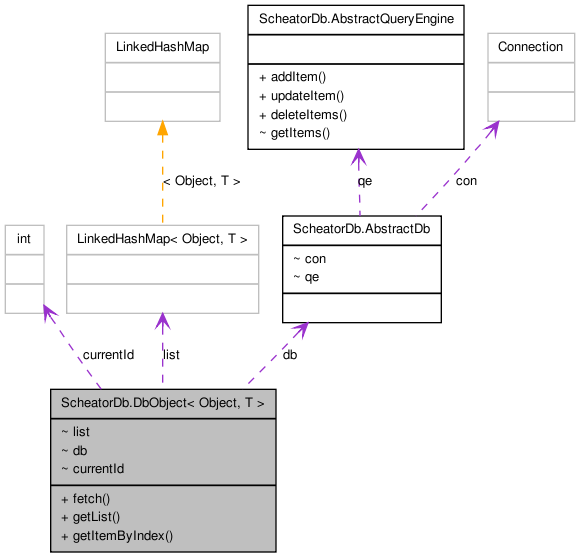 ScheatorDb.AbstractQueryEngine
+ addItem()
+ updateItem()
+ deleteItems()
~ getItems()
LinkedHashMap
Connection
< Object, T >
qe
con
int
LinkedHashMap< Object, T >
ScheatorDb.AbstractDb
~ con
~ qe
currentId
list
db
ScheatorDb.DbObject< Object, T >
~ list
~ db
~ currentId
+ fetch()
+ getList()
+ getItemByIndex()